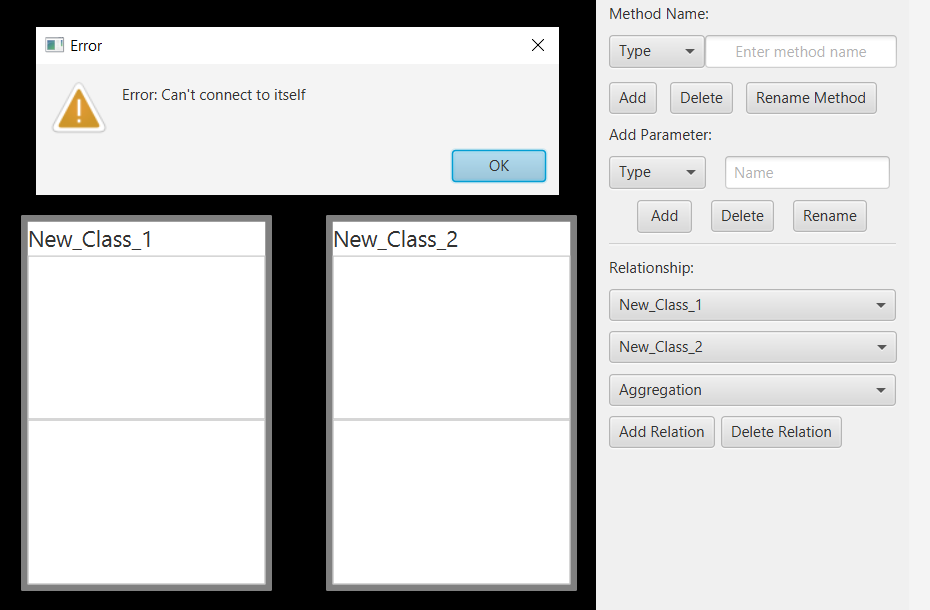 Error
Error: Can't connect to itself
OK
New_Class_1
New_Class_2
Method Name:
Type Enter method name
Add Delete Rename Method
Add Parameter:
Type Name
Add Delete Rename
Relationship:
New_Class_1
New_Class_2
Aggregation
Add Relation Delete Relation